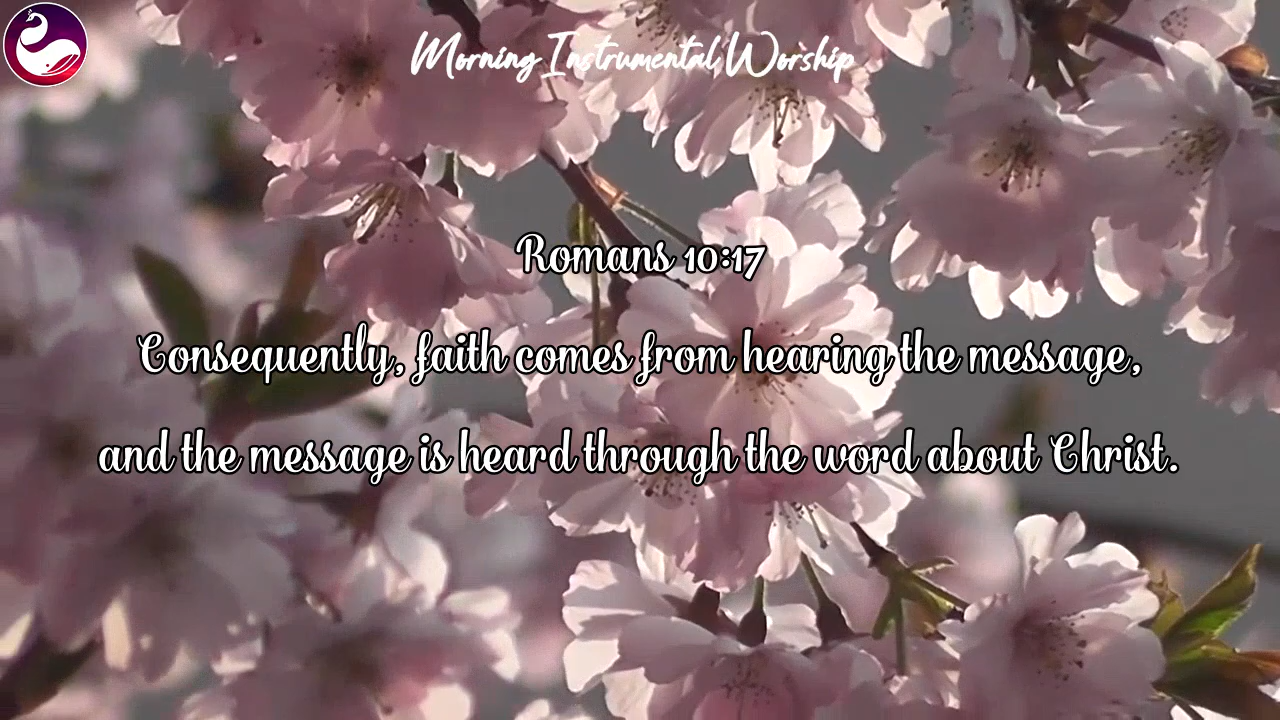 Morning Instrumental Worship
Romans 10:17
Consequently, faith comes from hearing the message,
and the message is heard through the word about Christ.